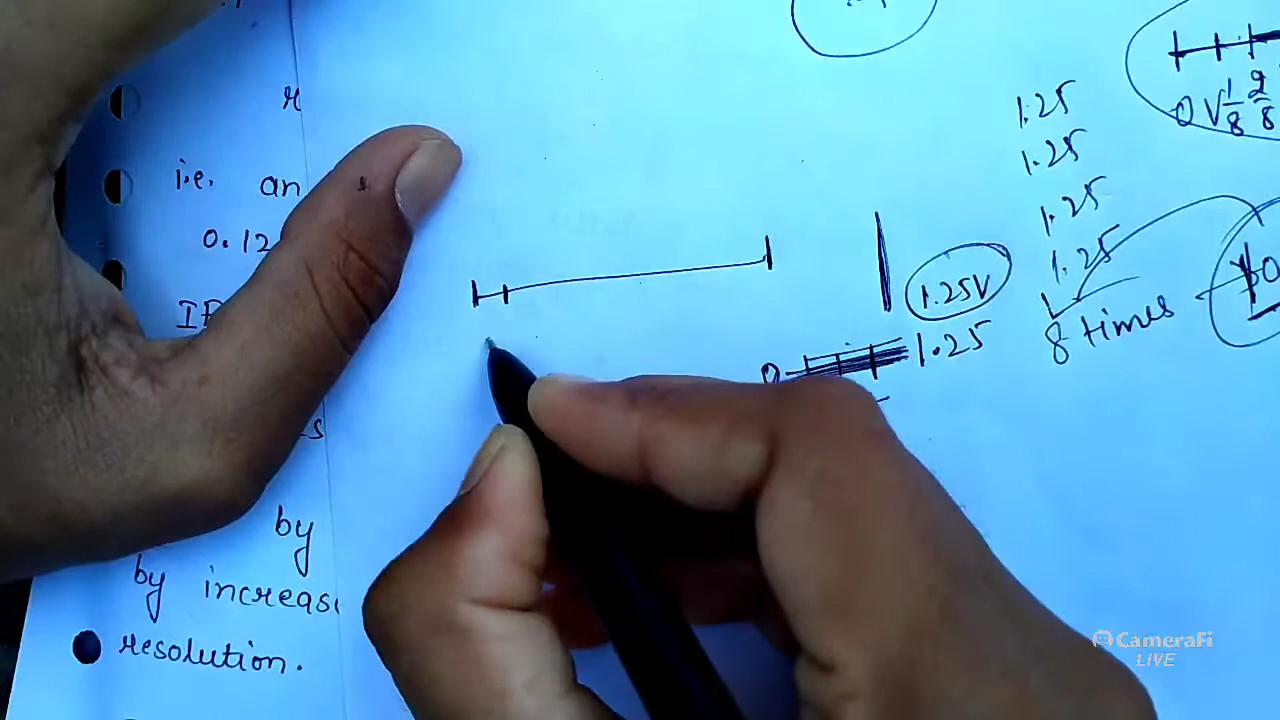 i.e. an
0.12
by
by increas
resolution.
1.25
1.25
1.25
1.25
8 times
1.25V
0
1.25
0 1/8 2/8
CameraFi
LIVE